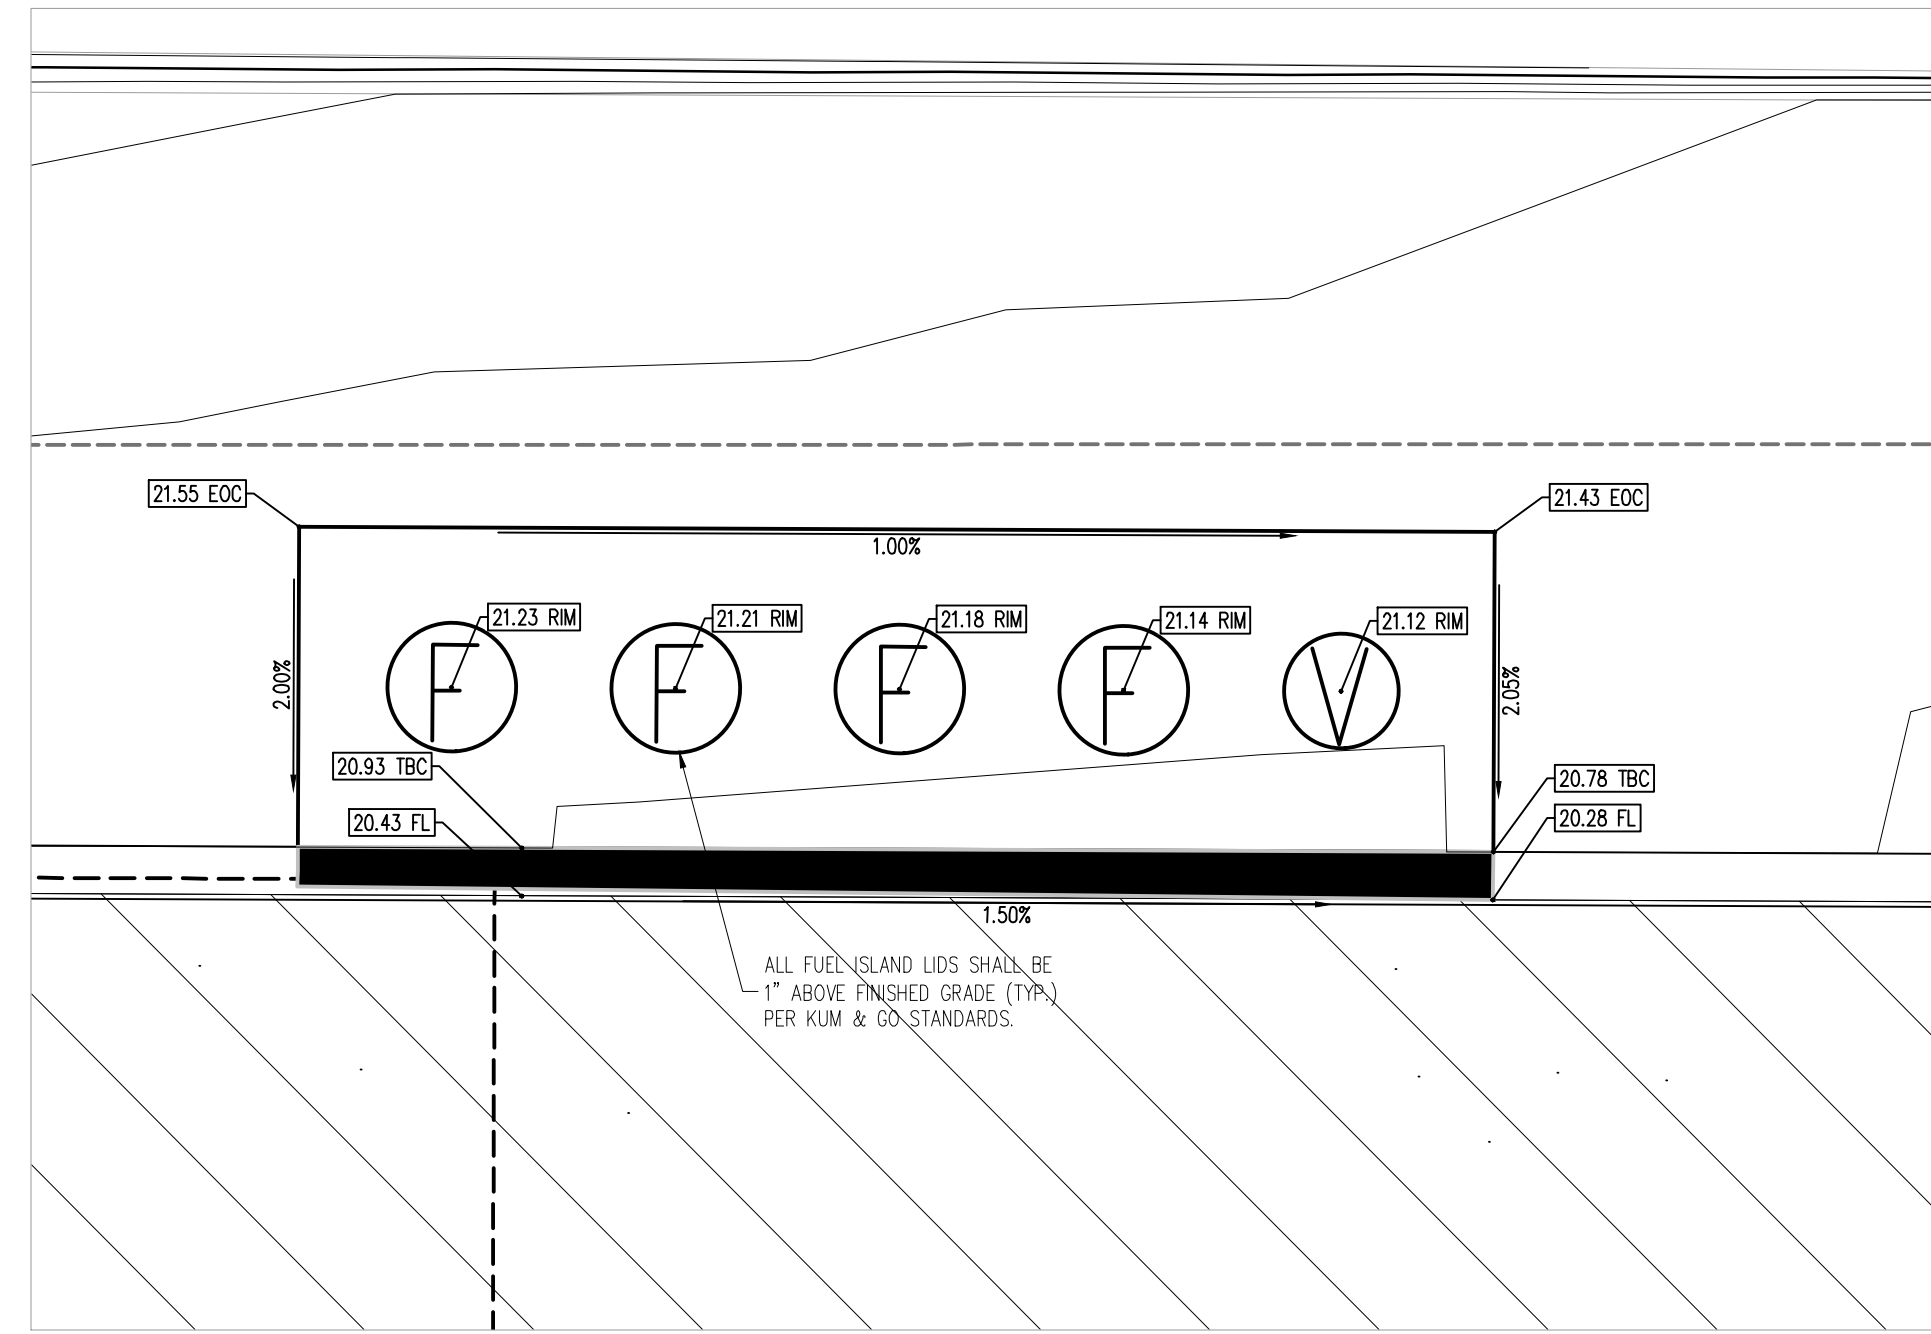 21.55 EOC
21.43 EOC
1.00%
21.23 RIM
21.21 RIM
21.18 RIM
21.14 RIM
21.12 RIM
F
F
F
F
V
2.00%
2.05%
20.93 TBC
20.78 TBC
20.43 FL
20.28 FL
1.50%
ALL FUEL ISLAND LIDS SHALL BE
1" ABOVE FINISHED GRADE (TYP.)
PER KUM & GO STANDARDS.